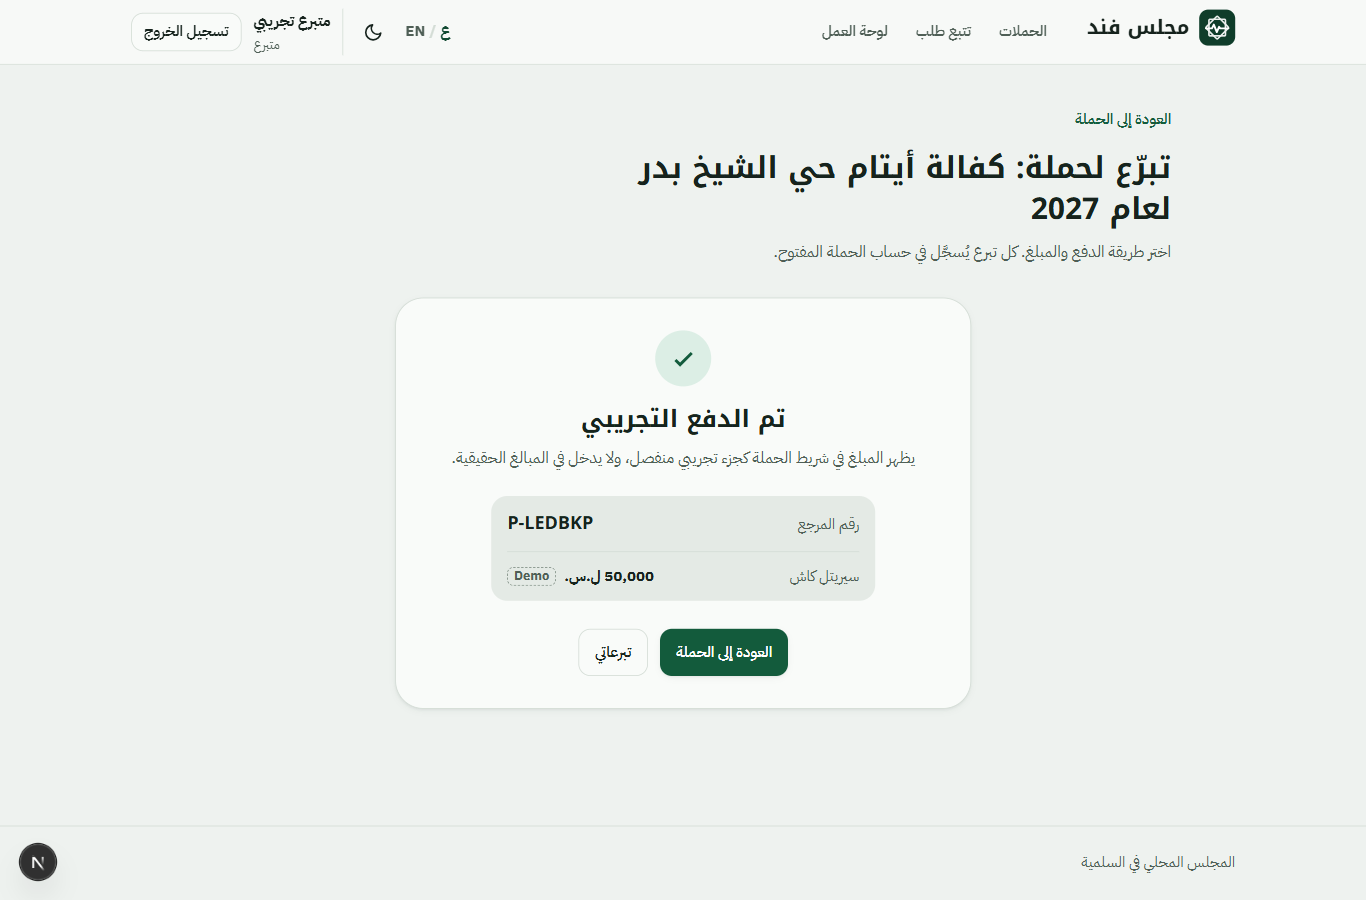 مجلس فند
الحملات
تتبع طلب
لوحة العمل
ع / EN
متبرع تجريبي
متبرع
تسجيل الخروج
العودة إلى الحملة
تبرّع لحملة: كفالة أيتام حي الشيخ بدر
لعام 2027
اختر طريقة الدفع والمبلغ. كل تبرع يُسجَّل في حساب الحملة المفتوح.
تم الدفع التجريبي
يظهر المبلغ في شريط الحملة كجزء تجريبي منفصل، ولا يدخل في المبالغ الحقيقية.
رقم المرجع P-LEDBKP
سيريتل كاش 50,000 ل.س. Demo
العودة إلى الحملة
تبرعاتي
المجلس المحلي في السلمية
N